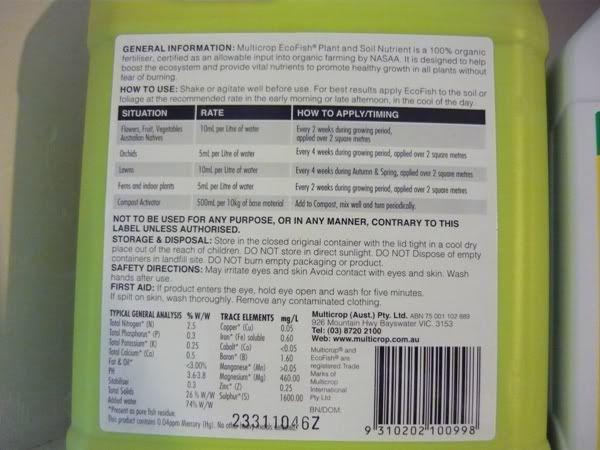 GENERAL INFORMATION: Multicrop EcoFish® Plant and Soil Nutrient is a 100% organic
fertiliser, certified as an allowable input into organic farming by NASAA. It is designed to help
boost the ecosystem and provide vital nutrients to promote healthy growth in all plants without
fear of burning.
HOW TO USE: Shake or agitate well before use. For best results apply EcoFish to the soil or
foliage at the recommended rate in the early morning or late afternoon, in the cool of the day.
SITUATION RATE HOW TO APPLY/TIMING
Flowers, Fruit, Vegetables 10mL per Litre of water Every 2 weeks during growing period,
Australian Natives applied over 2 square metres
Orchids 5mL per Litre of water Every 4 weeks during growing period, applied over 2 square metres
Lawns 10mL per Litre of water Every 4 weeks during Autumn & Spring, applied over 2 square metres
Ferns and indoor plants 5mL per Litre of water Every 2 weeks during growing period, applied over 2 square metres
Compost Activator 500mL per 10kg of base material Add to Compost, mix well and turn periodically.
NOT TO BE USED FOR ANY PURPOSE, OR IN ANY MANNER, CONTRARY TO THIS
LABEL UNLESS AUTHORISED.
STORAGE & DISPOSAL: Store in the closed original container with the lid tight in a cool dry
place out of the reach of children. DO NOT store in direct sunlight. DO NOT Dispose of empty
containers in landfill site. DO NOT burn empty packaging or product.
SAFETY DIRECTIONS: May irritate eyes and skin Avoid contact with eyes and skin. Wash
hands after use.
FIRST AID: If product enters the eye, hold eye open and wash for five minutes.
If spilt on skin, wash thoroughly. Remove any contaminated clothing.
TYPICAL GENERAL ANALYSIS % W/W
Total Nitrogen* (N) 2.5
Total Phosphorus* (P) 0.3
Total Potassium* (K) 0.25
Total Calcium* (Ca) 0.5
Fat & Oil* <3.00%
PH 3.6-3.8
Stabiliser 0.3
Total Solids 26 % W/W
Added water 74% W/W
*Present as pure fish residue.
This product contains 0.04ppm Mercury (Hg). No other heavy metals
TRACE ELEMENTS mg/L
Copper* (Cu) 0.05
Iron* (Fe) soluble 0.60
Cobalt* (Co) <0.05
Boron* (B) 1.60
Manganese* (Mn) >0.05
Magnesium* (Mg) 460.00
Zinc* (Z) 0.25
Sulphur*(S) 1600.00
23311046Z
Multicrop (Aust.) Pty. Ltd. ABN 75 001 102 889
926 Mountain Hwy Bayswater VIC. 3153
Tel: (03) 8720 2100
Web: www.multicrop.com.au
Multicrop® and
EcoFish® are
registered Trade
Marks of
Multicrop
International
Pty Ltd
BN/DOM:
9 310202 100998